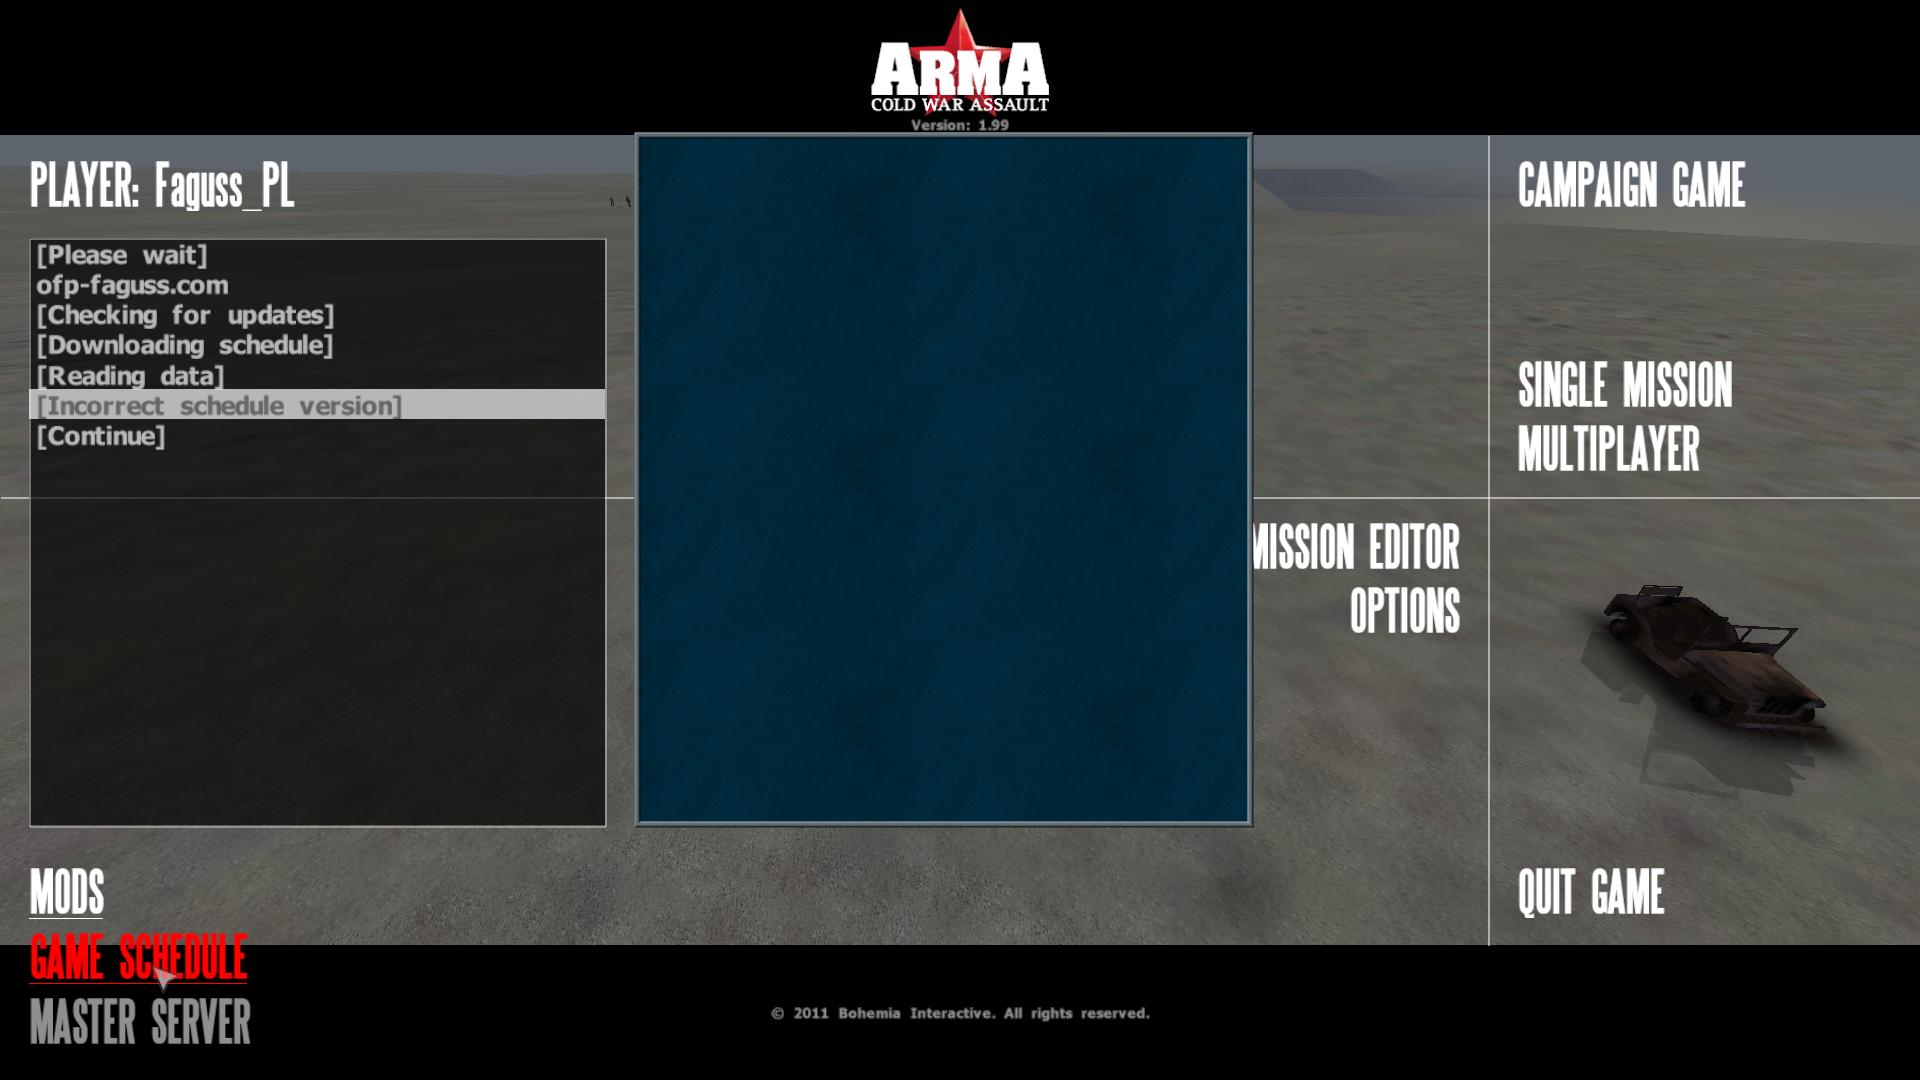 ARMA
COLD WAR ASSAULT
Version: 1.99
PLAYER: Faguss_PL
[Please wait]
ofp-faguss.com
[Checking for updates]
[Downloading schedule]
[Reading data]
[Incorrect schedule version]
[Continue]
CAMPAIGN GAME
SINGLE MISSION
MULTIPLAYER
MISSION EDITOR
OPTIONS
MODS
QUIT GAME
GAME SCHEDULE
MASTER SERVER
© 2011 Bohemia Interactive. All rights reserved.